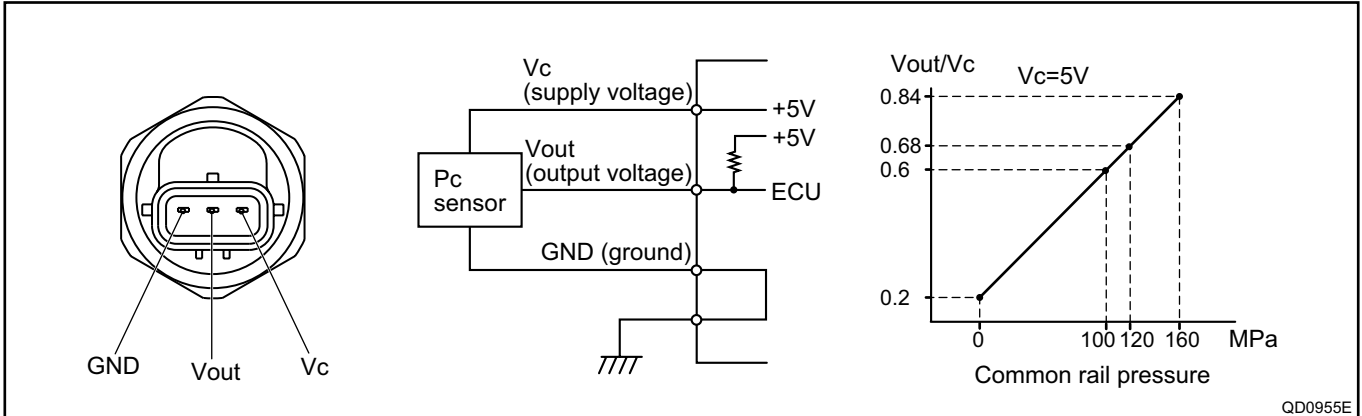 GND
Vout
Vc
Vc
(supply voltage)
+5V
+5V
Vout
(output voltage)
Pc
sensor
ECU
GND (ground)
Vout/Vc
Vc=5V
0.84
0.68
0.6
0.2
0
100
120
160
MPa
Common rail pressure
QD0955E